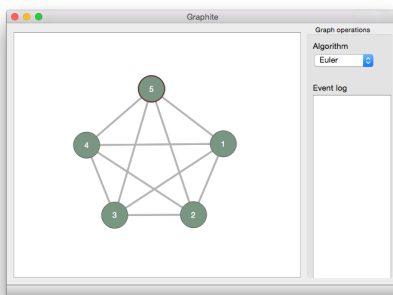 Graphite
Graph operations
Algorithm
Euler
Event log
5
4
1
3
2